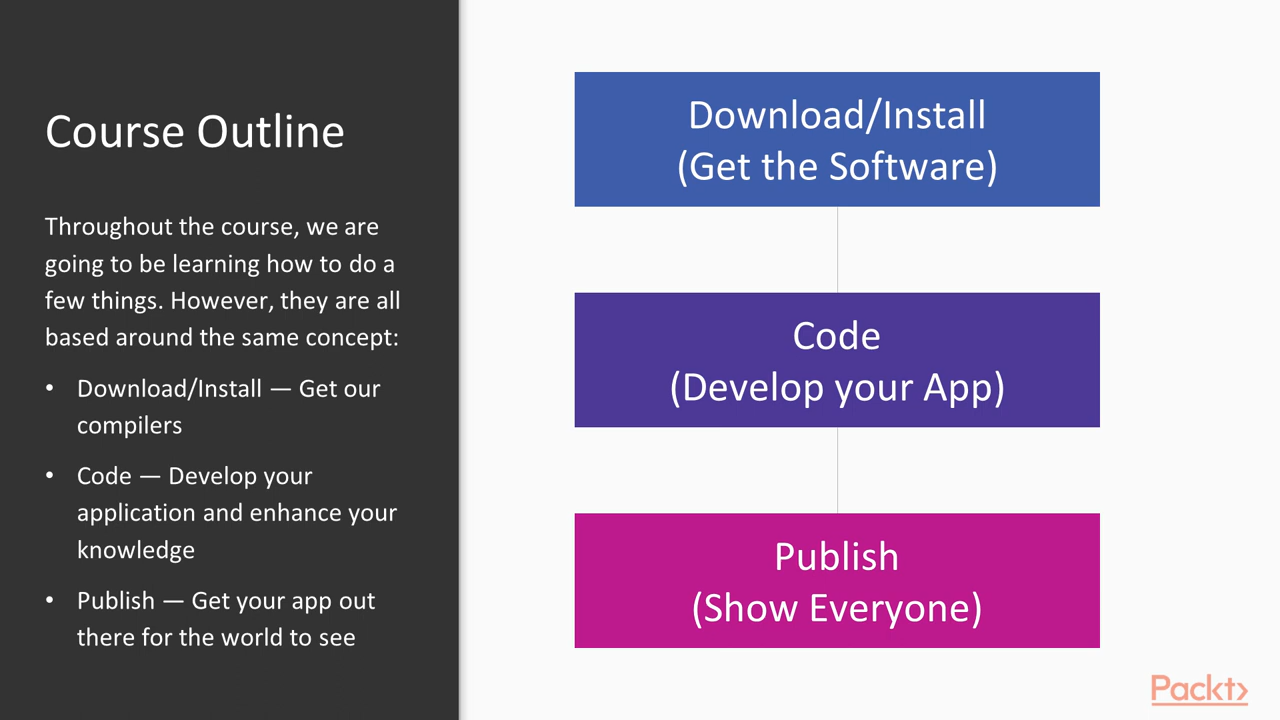 Course Outline
Throughout the course, we are
going to be learning how to do a
few things. However, they are all
based around the same concept:
• Download/Install — Get our
compilers
• Code — Develop your
application and enhance your
knowledge
• Publish — Get your app out
there for the world to see
Download/Install
(Get the Software)
Code
(Develop your App)
Publish
(Show Everyone)
Packt>